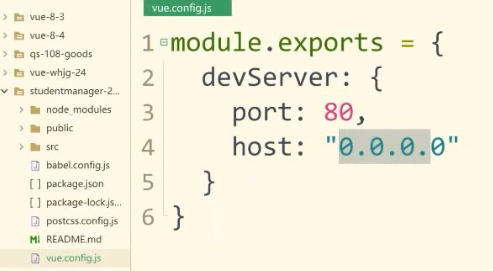 vue.config.js
vue-8-3
vue-8-4
qs-108-goods
vue-whjg-24
studentmanager-2...
node_modules
public
src
babel.config.js
package.json
package-lock.js...
postcss.config.js
README.md
vue.config.js
1 module.exports = {
2 devServer: {
3 port: 80,
4 host: "0.0.0.0"
5 }
6 }